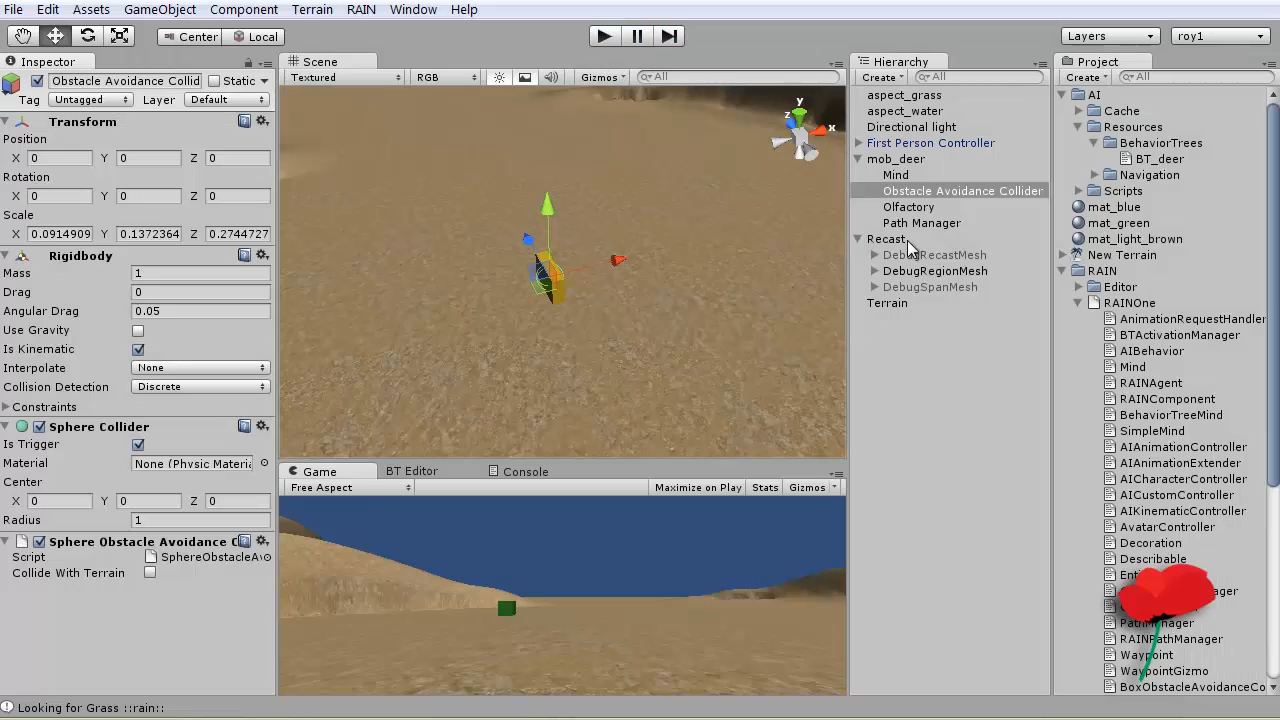 File Edit Assets GameObject Component Terrain RAIN Window Help
Center Local Layers roy1
Inspector
Obstacle Avoidance Collid Static
Tag Untagged Layer Default
Transform
Position
X 0 Y 0 Z 0
Rotation
X 0 Y 0 Z 0
Scale
X 0.0914909 Y 0.1372364 Z 0.2744727
Rigidbody
Mass 1
Drag 0
Angular Drag 0.05
Use Gravity
Is Kinematic
Interpolate None
Collision Detection Discrete
Constraints
Sphere Collider
Is Trigger
Material None (Physic Materia
Center
X 0 Y 0 Z 0
Radius 1
Sphere Obstacle Avoidance C
Script SphereObstacleAv
Collide With Terrain
Scene
Textured RGB Gizmos All
y
z x
Game BT Editor Console
Free Aspect Maximize on Play Stats Gizmos
Hierarchy
Create All
aspect_grass
aspect_water
Directional light
First Person Controller
mob_deer
Mind
Obstacle Avoidance Collider
Olfactory
Path Manager
Recast
DebugRecastMesh
DebugRegionMesh
DebugSpanMesh
Terrain
Project
Create All
AI
Cache
Resources
BehaviorTrees
BT_deer
Navigation
Scripts
mat_blue
mat_green
mat_light_brown
New Terrain
RAIN
Editor
RAINOne
AnimationRequestHandler
BTActivationManager
AIBehavior
Mind
RAINAgent
RAINComponent
BehaviorTreeMind
SimpleMind
AIAnimationController
AIAnimationExtender
AICharacterController
AICustomController
AIKinematicController
AvatarController
Decoration
Describable
PathManager
RAINPathManager
Waypoint
WaypointGizmo
BoxObstacleAvoidanceCo
Looking for Grass ::rain::